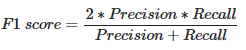 F1 score = 2 * Precision * Recall / Precision + Recall